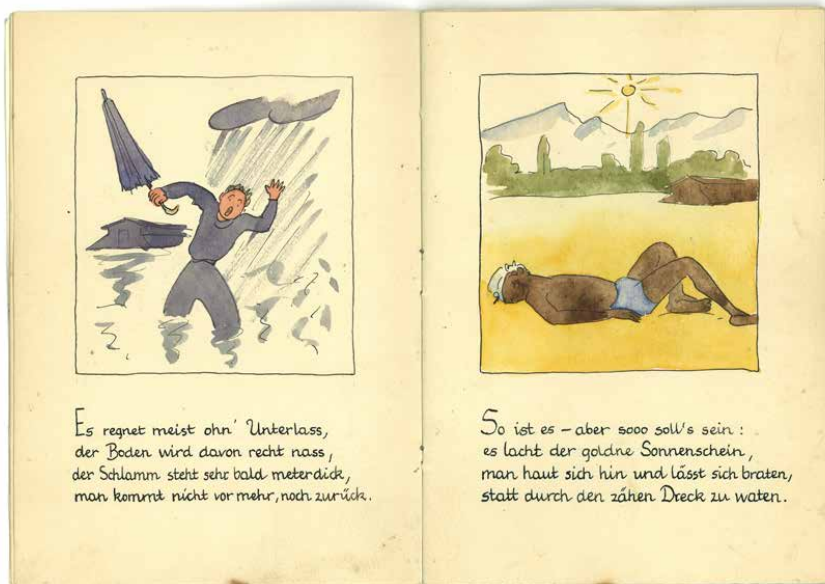 Es regnet meist ohn' Unterlass,
der Boden wird davon recht nass,
der Schlamm steht sehr bald meterdick,
man kommt nicht vor mehr, noch zurück.
So ist es – aber sooo soll's sein :
es lacht der goldne Sonnenschein,
man haut sich hin und lässt sich braten,
statt durch den zähen Dreck zu waten.